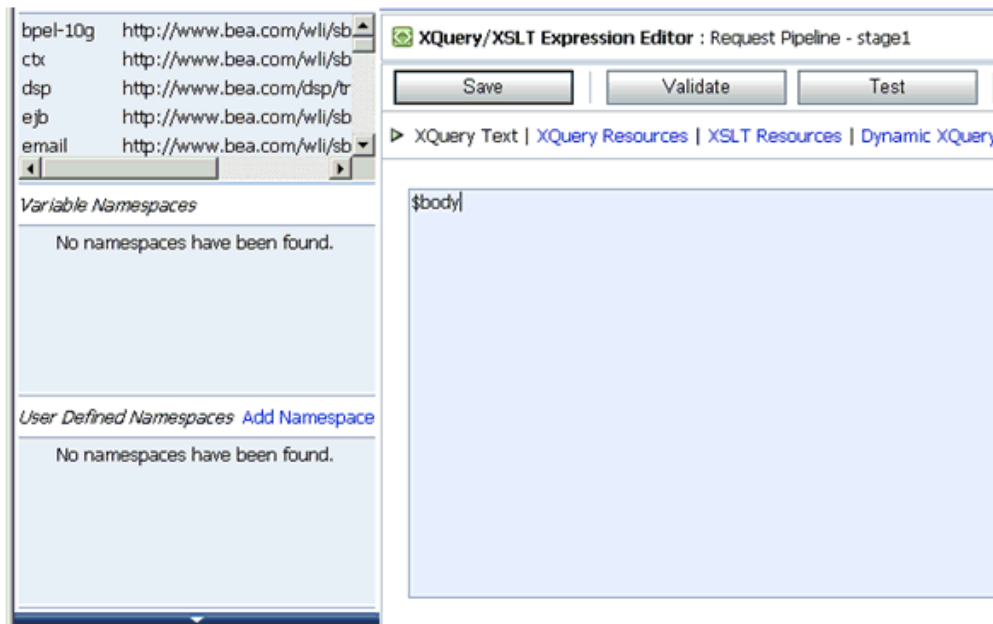 bpel-10g http://www.bea.com/wli/sb
ctx http://www.bea.com/wli/sb
dsp http://www.bea.com/dsp/tr
ejb http://www.bea.com/wli/sb
email http://www.bea.com/wli/sb
Variable Namespaces
No namespaces have been found.
User Defined Namespaces Add Namespace
No namespaces have been found.
XQuery/XSLT Expression Editor : Request Pipeline - stage1
Save Validate Test
XQuery Text | XQuery Resources | XSLT Resources | Dynamic XQuery
$body